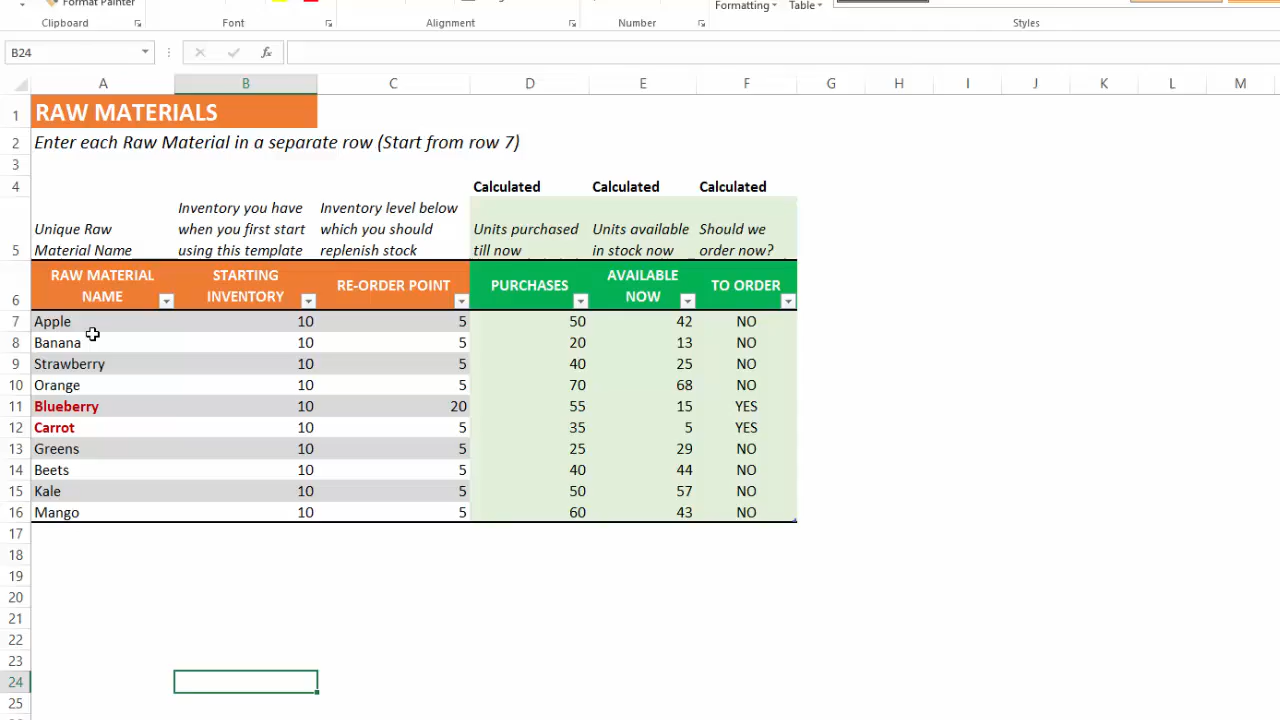 Format Painter
Formatting Table
Clipboard Font Alignment Number Styles
B24 fx
A B C D E F G H I J K L M
1 RAW MATERIALS
2 Enter each Raw Material in a separate row (Start from row 7)
3
4 Calculated Calculated Calculated
Inventory you have Inventory level below
Unique Raw when you first start which you should Units purchased Units available Should we
5 Material Name using this template replenish stock till now in stock now order now?
RAW MATERIAL STARTING RE-ORDER POINT PURCHASES AVAILABLE TO ORDER
6 NAME INVENTORY NOW
7 Apple 10 5 50 42 NO
8 Banana 10 5 20 13 NO
9 Strawberry 10 5 40 25 NO
10 Orange 10 5 70 68 NO
11 Blueberry 10 20 55 15 YES
12 Carrot 10 5 35 5 YES
13 Greens 10 5 25 29 NO
14 Beets 10 5 40 44 NO
15 Kale 10 5 50 57 NO
16 Mango 10 5 60 43 NO
17
18
19
20
21
22
23
24
25